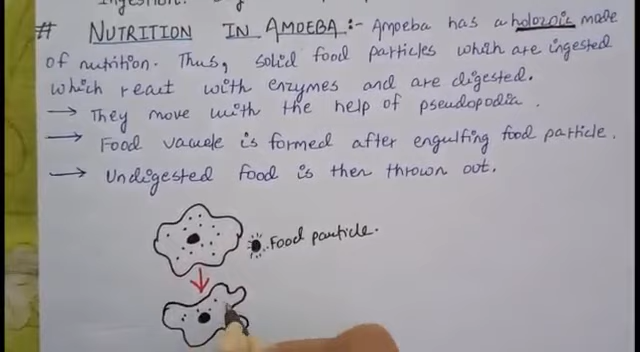 Ingestion.
# NUTRITION IN AMOEBA :- Amoeba has a holozoic mode
of nutrition. Thus, solid food particles which are ingested
which react with enzymes and are digested.
→ They move with the help of pseudopodia.
→ Food vacuole is formed after engulfing food particle.
→ Undigested food is then thrown out.
Food particle.